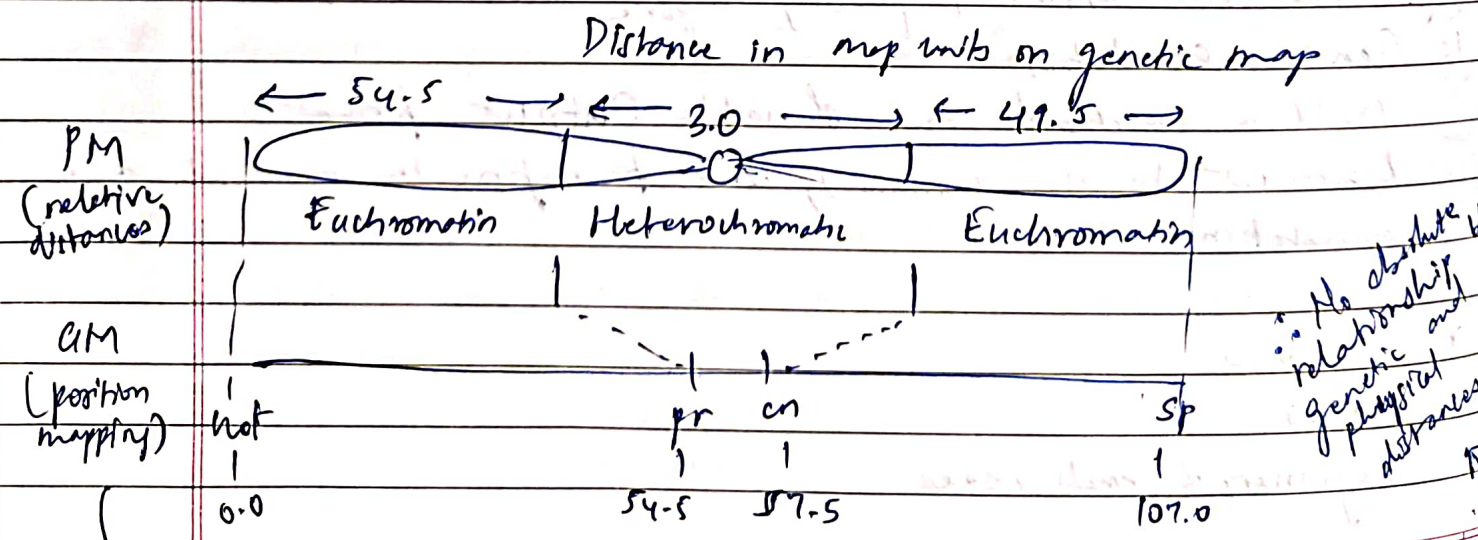 Distance in map units on genetic map
← 54.5 → ← 3.0 → ← 49.5 →
PM
(relative
distances)
Euchromatin Heterochromatic Euchromatin
GM
(position
mapping)
net pr cn Sp
0.0 54.5 57.5 107.0
∴ No absolute
relationship
genetic and
physical
distances